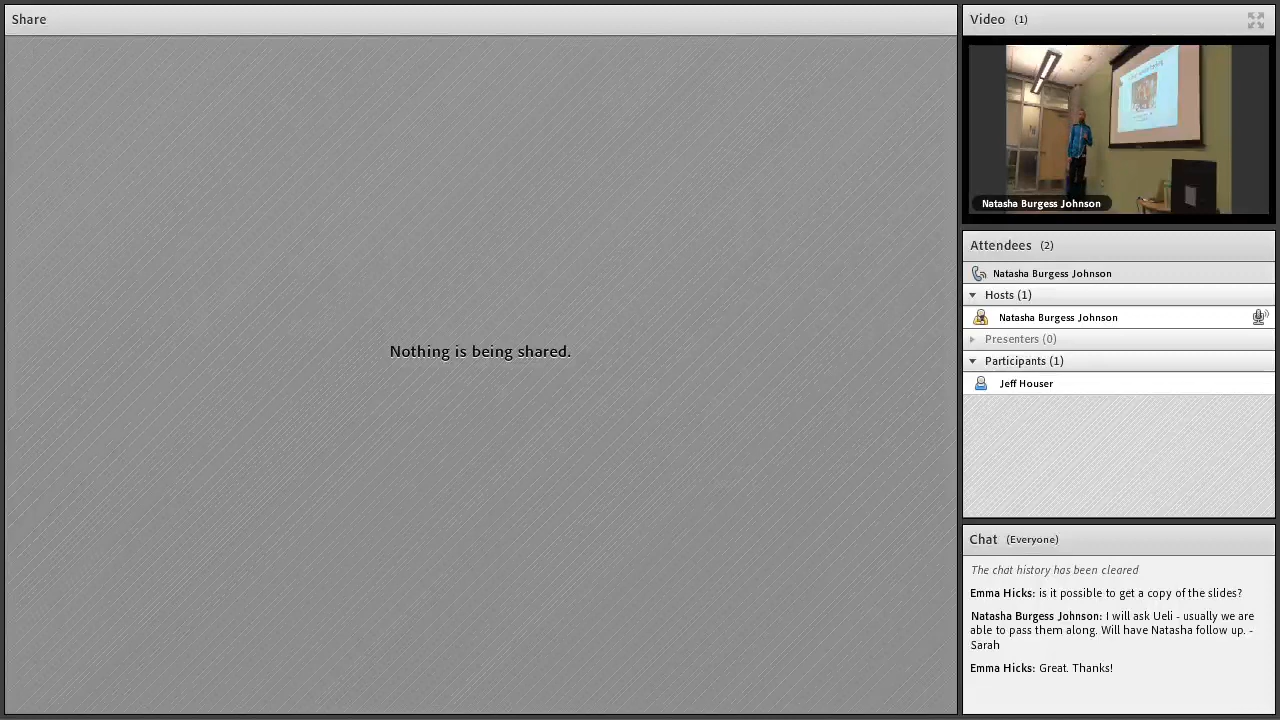 Share
Nothing is being shared.
Video (1)
Natasha Burgess Johnson
Attendees (2)
Natasha Burgess Johnson
Hosts (1)
Natasha Burgess Johnson
Presenters (0)
Participants (1)
Jeff Houser
Chat (Everyone)
The chat history has been cleared
Emma Hicks: is it possible to get a copy of the slides?
Natasha Burgess Johnson: I will ask Ueli - usually we are
able to pass them along. Will have Natasha follow up. -
Sarah
Emma Hicks: Great. Thanks!